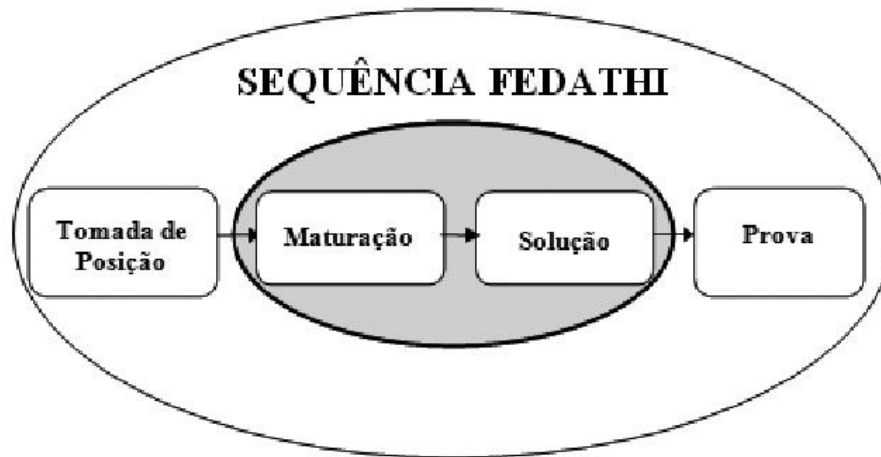 SEQUÊNCIA FEDATHI
Tomada de
Posição
Maturação
Solução
Prova